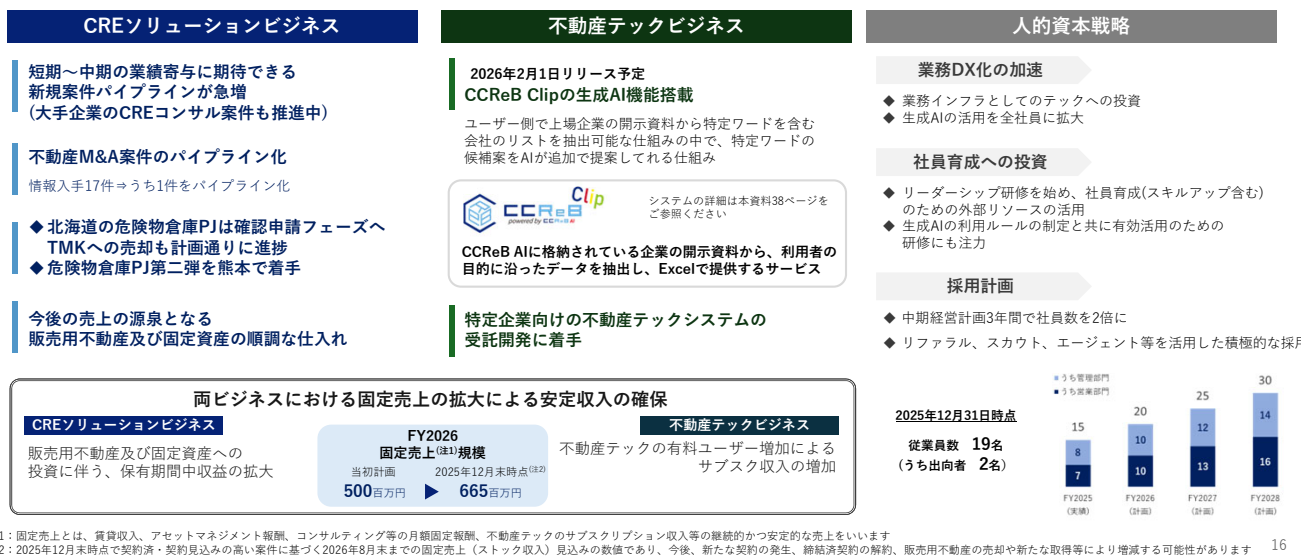 CREソリューションビジネス
短期～中期の業績寄与に期待できる
新規案件パイプラインが急増
(大手企業のCREコンサル案件も推進中)
不動産M&A案件のパイプライン化
情報入手17件⇒うち1件をパイプライン化
◆北海道の危険物倉庫PJは確認申請フェーズへ
TMKへの売却も計画通りに進捗
◆危険物倉庫PJ第二弾を熊本で着手
今後の売上の源泉となる
販売用不動産及び固定資産の順調な仕入れ
不動産テックビジネス
2026年2月1日リリース予定
CCReB Clipの生成AI機能搭載
ユーザー側で上場企業の開示資料から特定ワードを含む
会社のリストを抽出可能な仕組みの中で、特定ワードの
候補案をAIが追加で提案してれる仕組み
CCReB Clip
powered by CCReB AI
システムの詳細は本資料38ページを
ご参照ください
CCReB AIに格納されている企業の開示資料から、利用者の
目的に沿ったデータを抽出し、Excelで提供するサービス
特定企業向けの不動産テックシステムの
受託開発に着手
人的資本戦略
業務DX化の加速
◆ 業務インフラとしてのテックへの投資
◆ 生成AIの活用を全社員に拡大
社員育成への投資
◆ リーダーシップ研修を始め、社員育成(スキルアップ含む)
のための外部リソースの活用
◆ 生成AIの利用ルールの制定と共に有効活用のための
研修にも注力
採用計画
◆ 中期経営計画3年間で社員数を2倍に
◆ リファラル、スカウト、エージェント等を活用した積極的な採用
両ビジネスにおける固定売上の拡大による安定収入の確保
CREソリューションビジネス
販売用不動産及び固定資産への
投資に伴う、保有期間中収益の拡大
FY2026
固定売上(注1)規模
当初計画 2025年12月末時点(注2)
500百万円 ▶ 665百万円
不動産テックビジネス
不動産テックの有料ユーザー増加による
サブスク収入の増加
2025年12月31日時点
従業員数 19名
(うち出向者 2名)
■うち管理部門
■うち営業部門
15
8
7
FY2025
(実績)
20
10
10
FY2026
(計画)
25
12
13
FY2027
(計画)
30
14
16
FY2028
(計画)
1：固定売上とは、賃貸収入、アセットマネジメント報酬、コンサルティング等の月額固定報酬、不動産テックのサブスクリプション収入等の継続的かつ安定的な売上をいいます
2：2025年12月末時点で契約済・契約見込みの高い案件に基づく2026年8月末までの固定売上（ストック収入）見込みの数値であり、今後、新たな契約の発生、締結済契約の解約、販売用不動産の売却や新たな取得等により増減する可能性があります
16